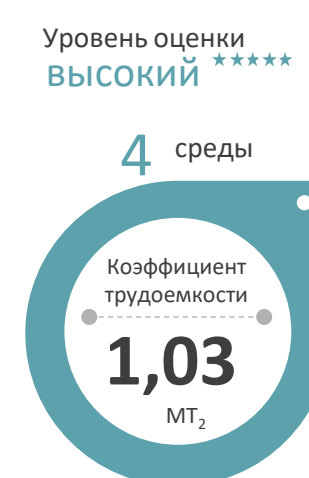 Уровень оценки
высокий ★★★★★
4 среды
Коэффициент
трудоемкости
1,03
МТ₂